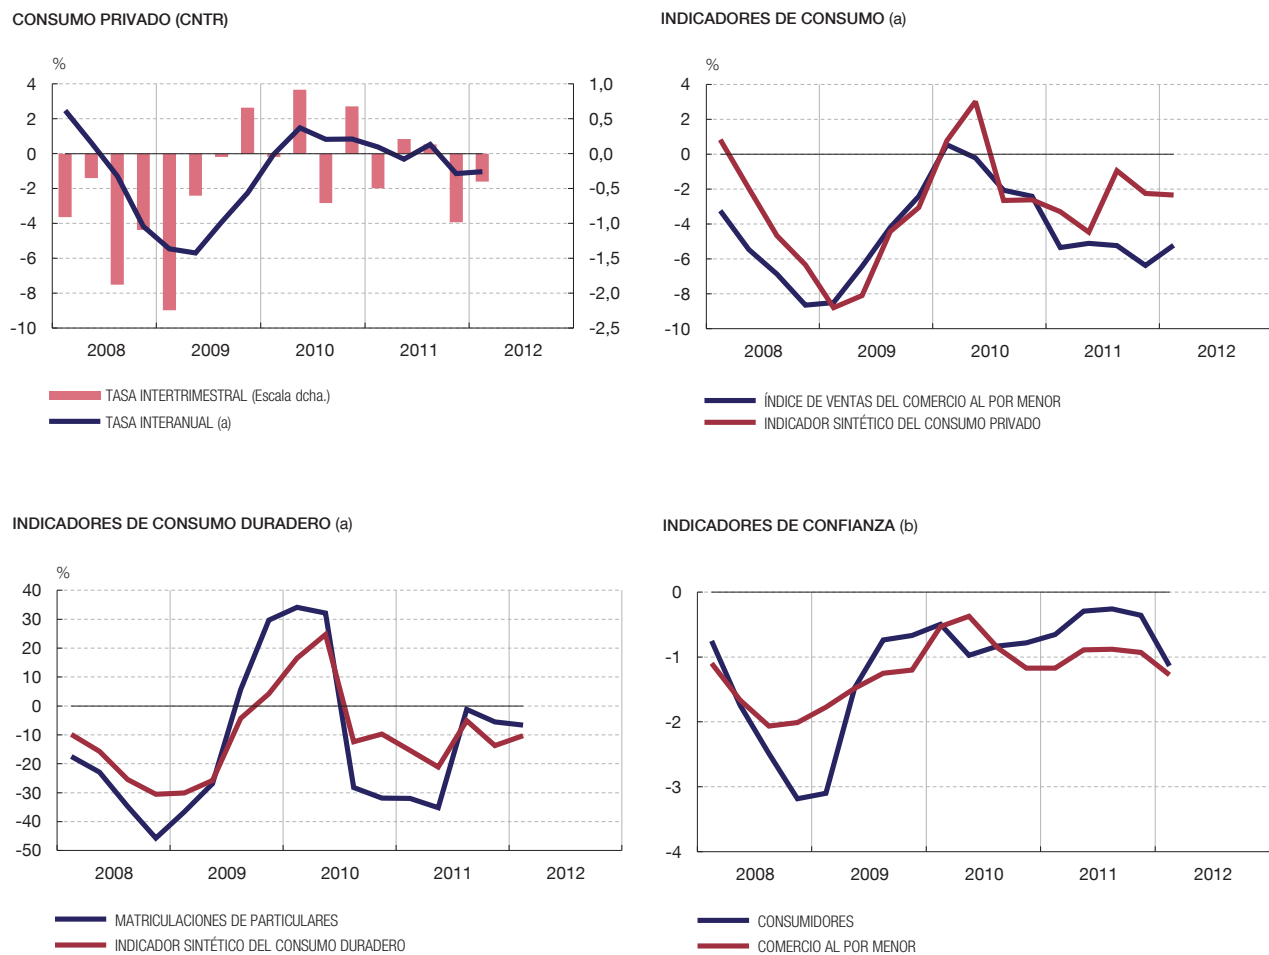 CONSUMO PRIVADO (CNTR)
%
4
2
0
-2
-4
-6
-8
-10
1,0
0,5
0,0
-0,5
-1,0
-1,5
-2,0
-2,5
2008 2009 2010 2011 2012
TASA INTERTRIMESTRAL (Escala dcha.)
TASA INTERANUAL (a)
INDICADORES DE CONSUMO (a)
%
4
2
0
-2
-4
-6
-8
-10
2008 2009 2010 2011 2012
ÍNDICE DE VENTAS DEL COMERCIO AL POR MENOR
INDICADOR SINTÉTICO DEL CONSUMO PRIVADO
INDICADORES DE CONSUMO DURADERO (a)
%
40
30
20
10
0
-10
-20
-30
-40
-50
2008 2009 2010 2011 2012
MATRICULACIONES DE PARTICULARES
INDICADOR SINTÉTICO DEL CONSUMO DURADERO
INDICADORES DE CONFIANZA (b)
0
-1
-2
-3
-4
2008 2009 2010 2011 2012
CONSUMIDORES
COMERCIO AL POR MENOR